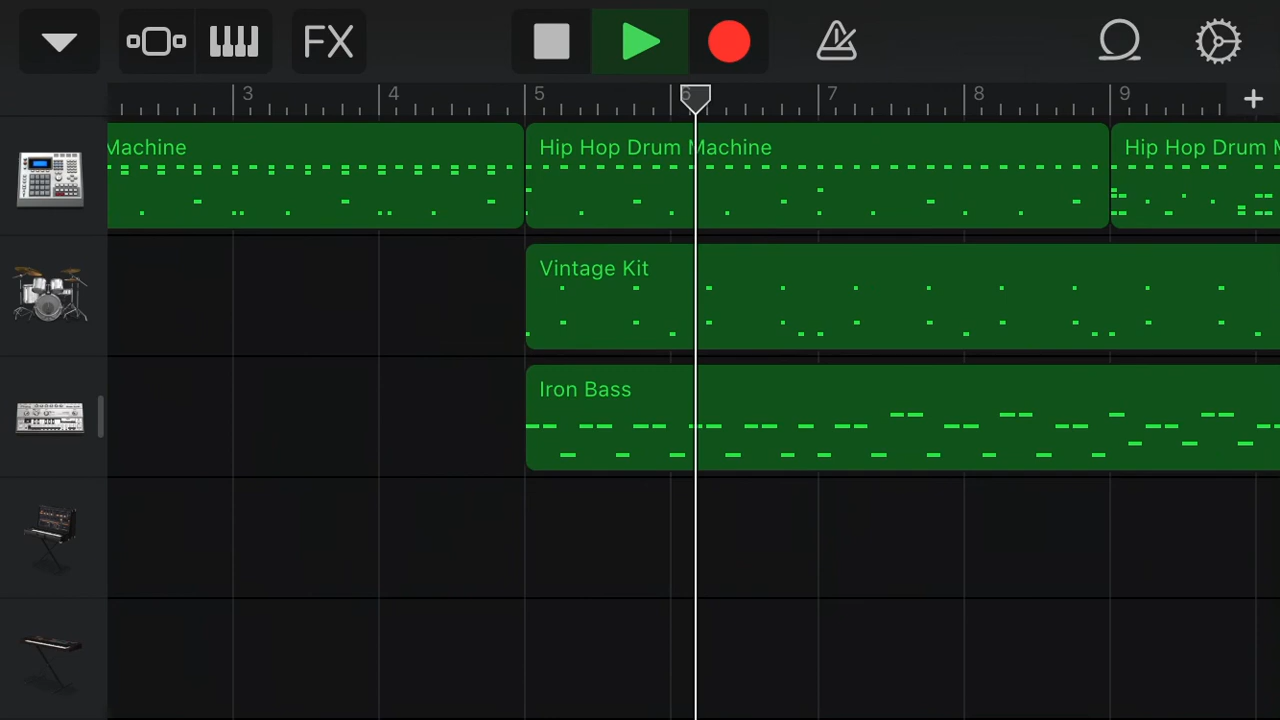 FX
3 4 5 6 7 8 9 +
Machine Hip Hop Drum Machine Hip Hop Drum
Vintage Kit
Iron Bass